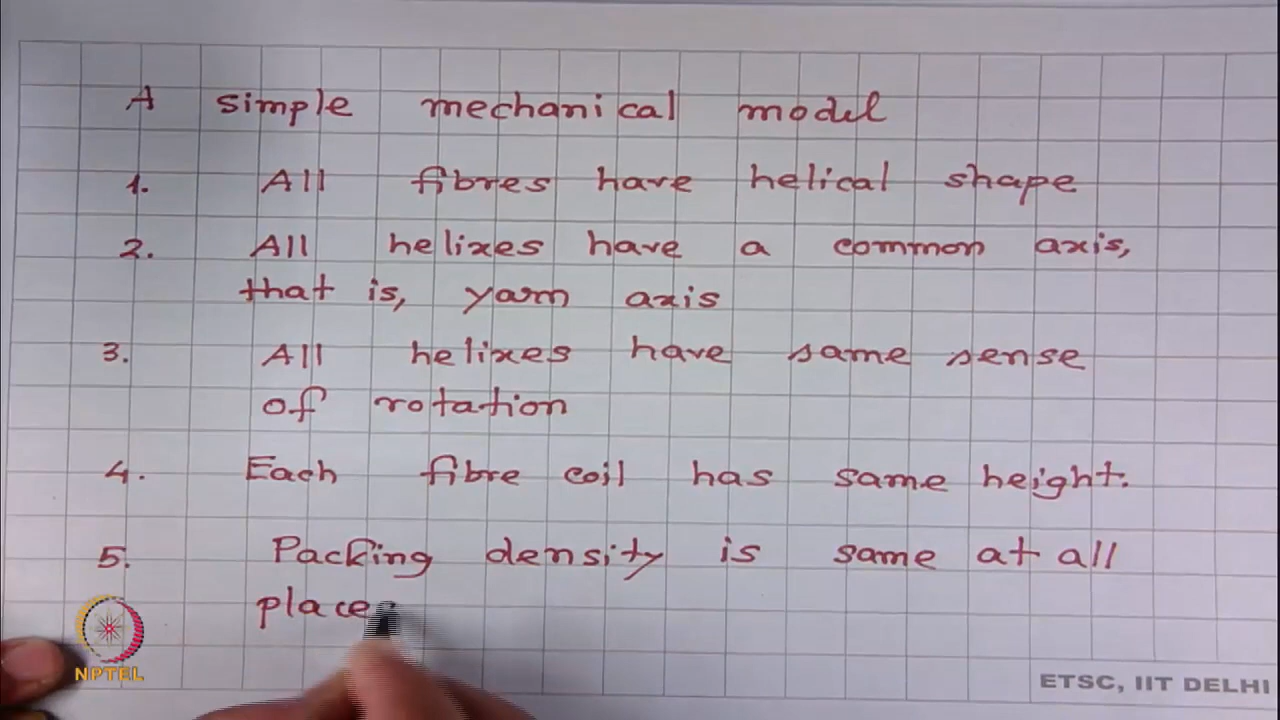 A simple mechanical model
1. All fibres have helical shape
2. All helixes have a common axis,
that is, yarn axis
3. All helixes have same sense
of rotation
4. Each fibre coil has same height.
5. Packing density is same at all
place
NPTEL
ETSC, IIT DELHI